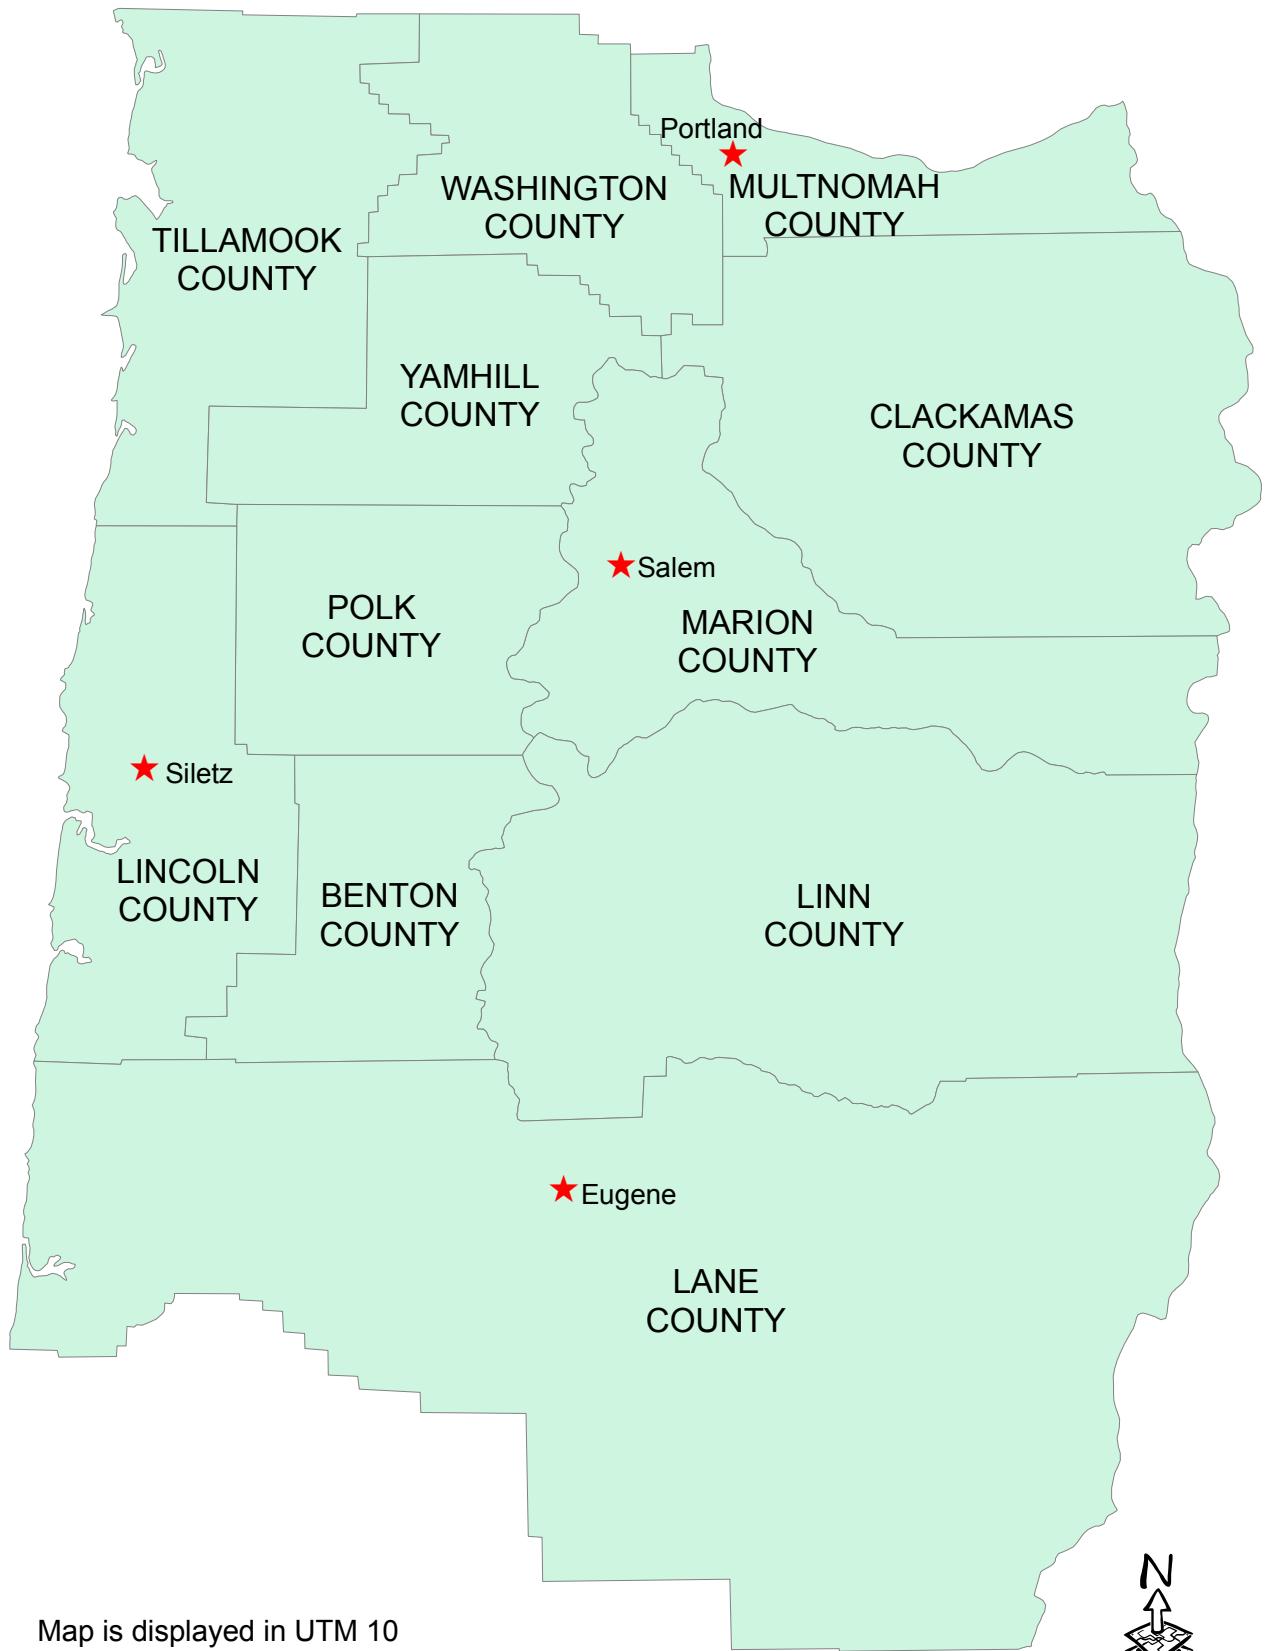 Portland
WASHINGTON
COUNTY
MULTNOMAH
COUNTY
TILLAMOOK
COUNTY
YAMHILL
COUNTY
CLACKAMAS
COUNTY
Salem
POLK
COUNTY
MARION
COUNTY
Siletz
LINCOLN
COUNTY
BENTON
COUNTY
LINN
COUNTY
Eugene
LANE
COUNTY
N
Map is displayed in UTM 10